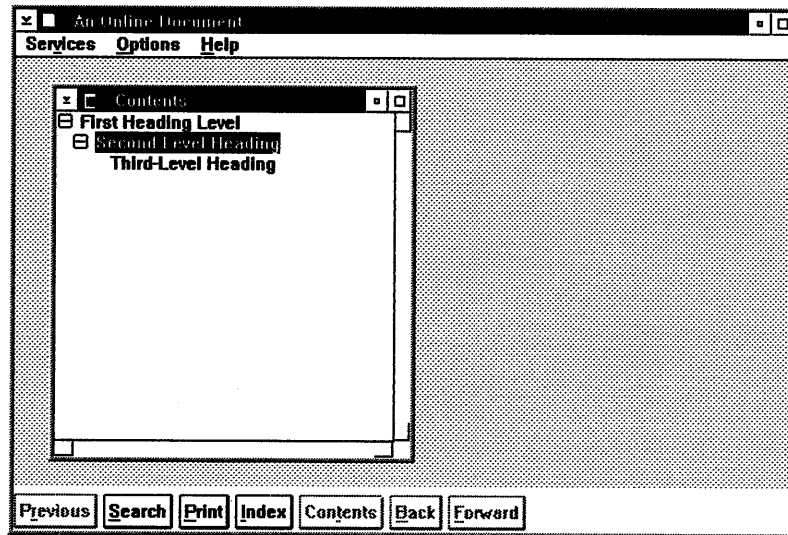 An Online Document
Services Options Help
Contents
First Heading Level
Second Level Heading
Third-Level Heading
Previous Search Print Index Contents Back Forward